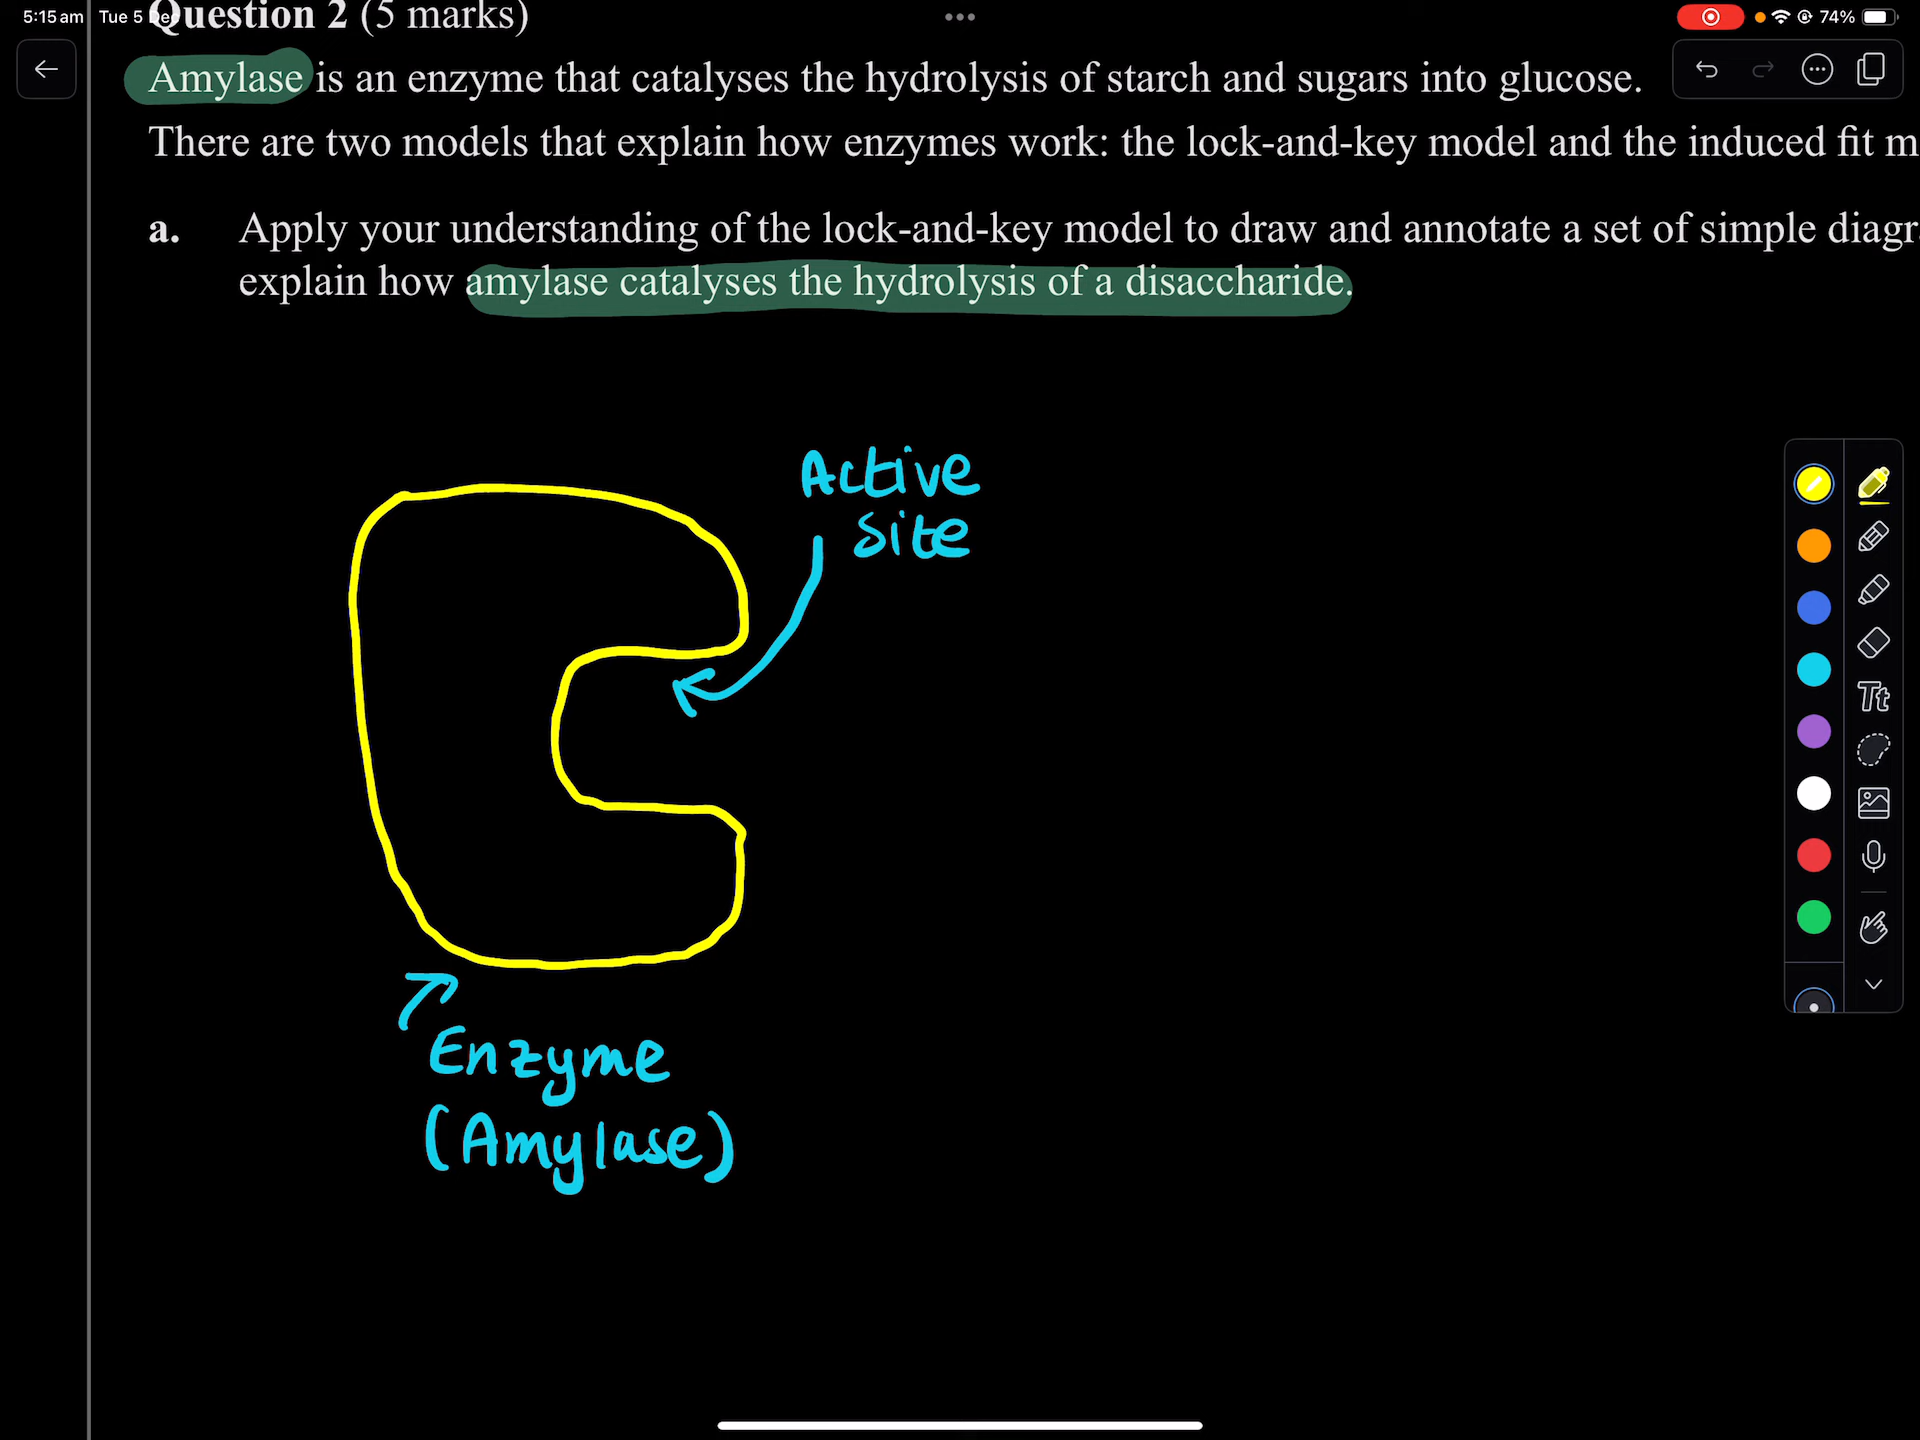 5:15am Tue 5 Dec
Question 2 (5 marks)
74%
Amylase is an enzyme that catalyses the hydrolysis of starch and sugars into glucose.
There are two models that explain how enzymes work: the lock-and-key model and the induced fit m
a. Apply your understanding of the lock-and-key model to draw and annotate a set of simple diagr
explain how amylase catalyses the hydrolysis of a disaccharide.
Active
Site
Tt
Enzyme
(Amylase)